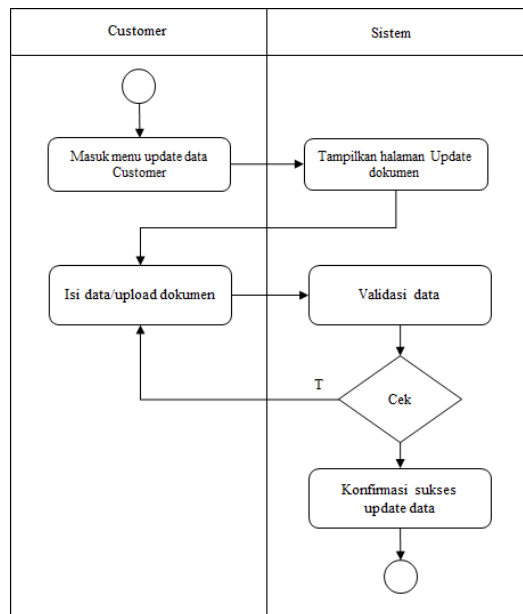 Customer
Sistem
Masuk menu update data
Customer
Tampilkan halaman Update
dokumen
Isi data/upload dokumen
Validasi data
T
Cek
Konfirmasi sukses
update data